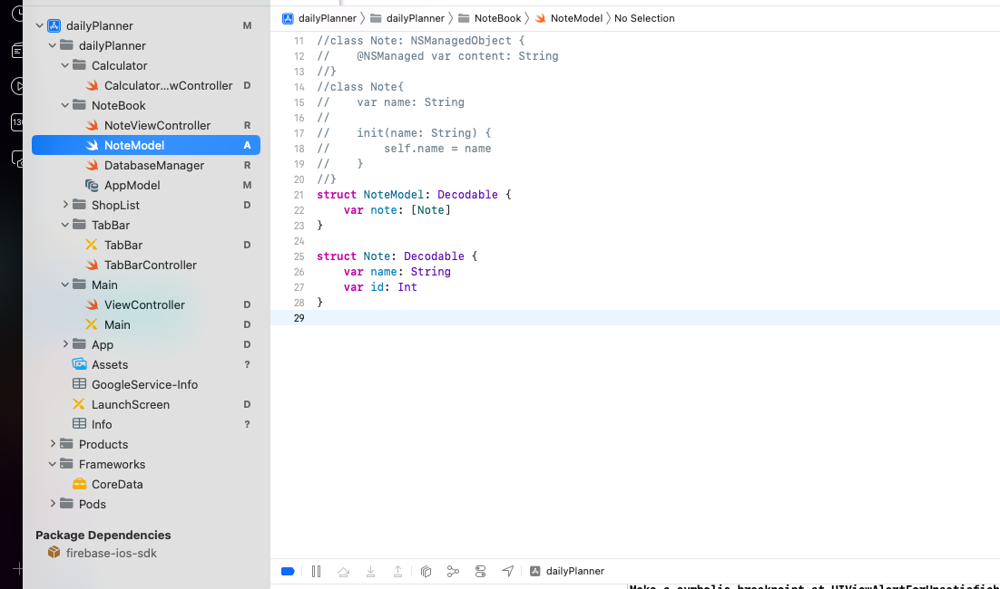 dailyPlanner M
dailyPlanner
Calculator
Calculator...wController D
NoteBook
NoteViewController R
NoteModel A
DatabaseManager R
AppModel M
ShopList D
TabBar
TabBar D
TabBarController
Main
ViewController D
Main D
App D
Assets ?
GoogleService-Info
LaunchScreen D
Info ?
Products
Frameworks
CoreData
Pods
Package Dependencies
firebase-ios-sdk
dailyPlanner dailyPlanner NoteBook NoteModel No Selection
11 //class Note: NSManagedObject {
12 //    @NSManaged var content: String
13 //}
14 //class Note{
15 //    var name: String
16 //
17 //    init(name: String) {
18 //        self.name = name
19 //    }
20 //}
21 struct NoteModel: Decodable {
22     var note: [Note]
23 }
24
25 struct Note: Decodable {
26     var name: String
27     var id: Int
28 }
29
dailyPlanner